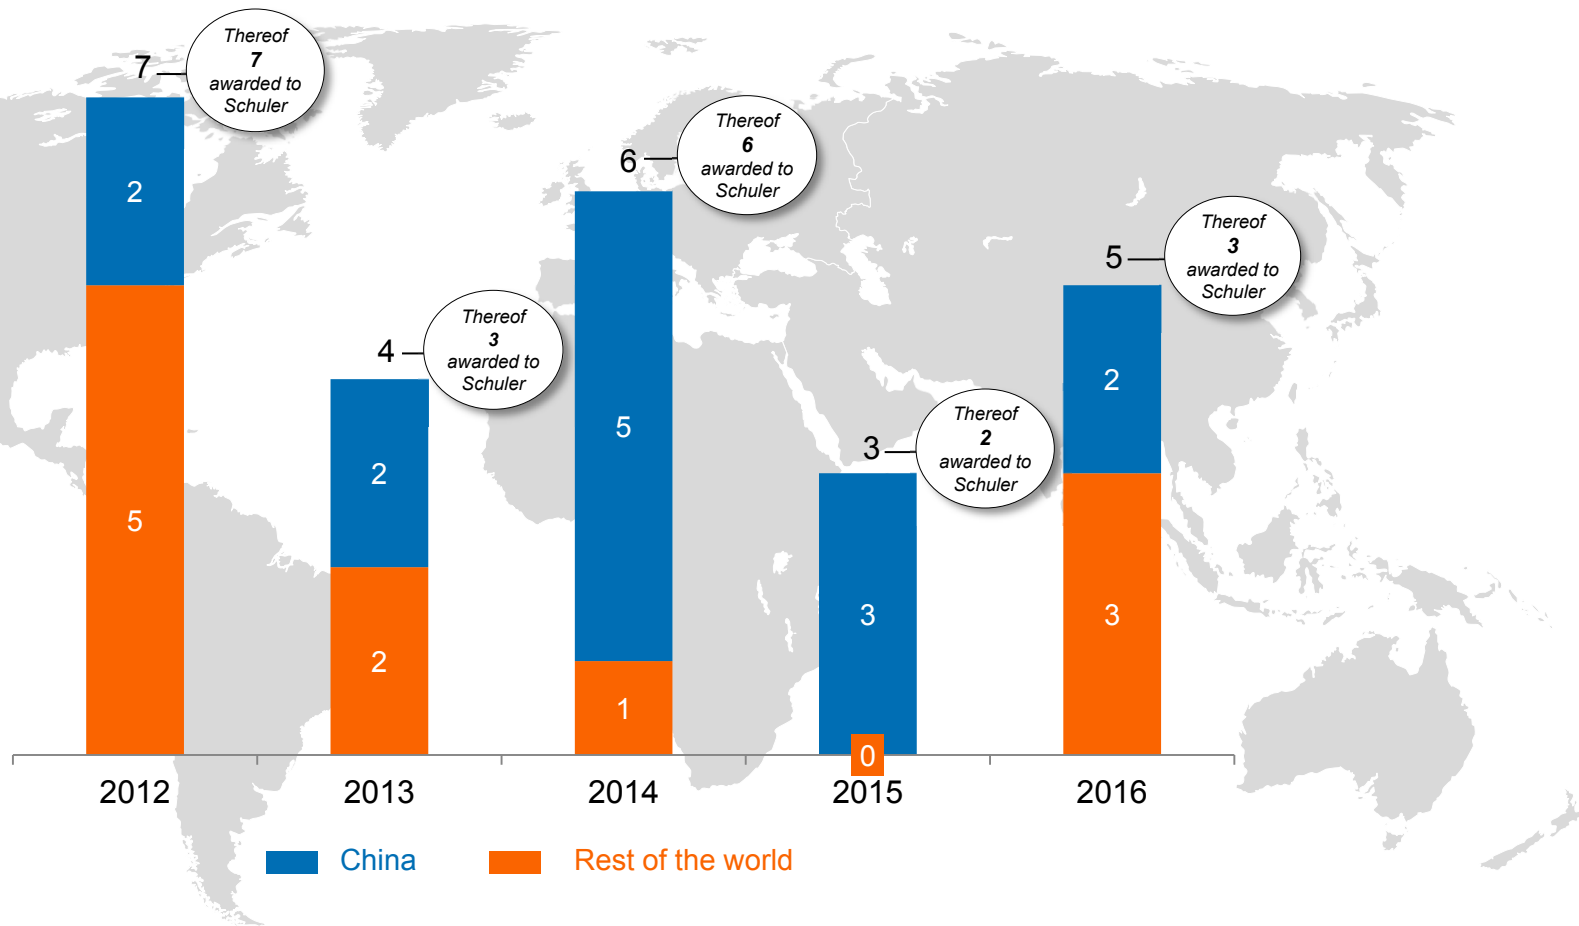 7
Thereof
7
awarded to
Schuler
2
5
4
Thereof
3
awarded to
Schuler
2
2
6
Thereof
6
awarded to
Schuler
5
1
3
Thereof
2
awarded to
Schuler
3
0
5
Thereof
3
awarded to
Schuler
2
3
2012
2013
2014
2015
2016
China
Rest of the world